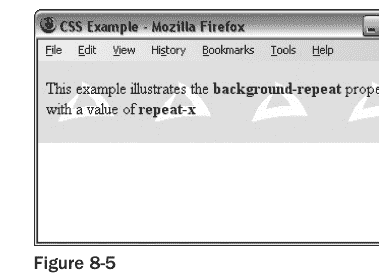 CSS Example - Mozilla Firefox
File Edit View History Bookmarks Tools Help
This example illustrates the background-repeat prope
with a value of repeat-x
Figure 8-5